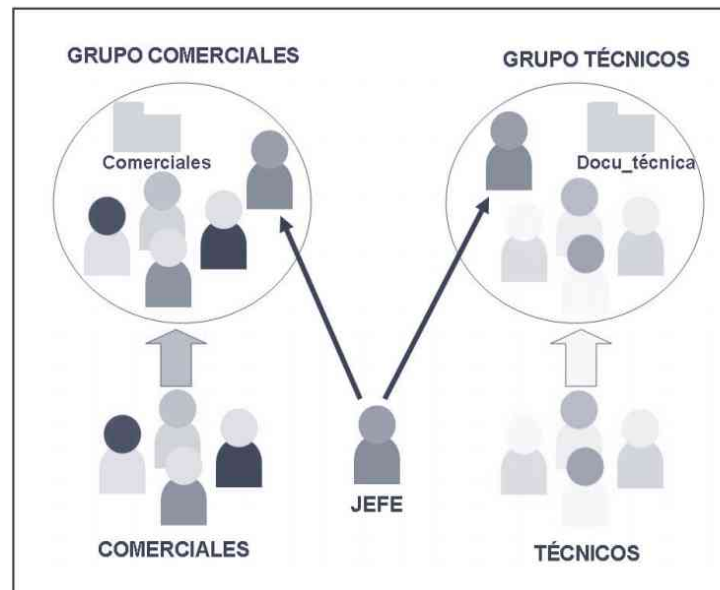 GRUPO COMERCIALES
GRUPO TÉCNICOS
Comerciales
Docu_técnica
JEFE
COMERCIALES
TÉCNICOS